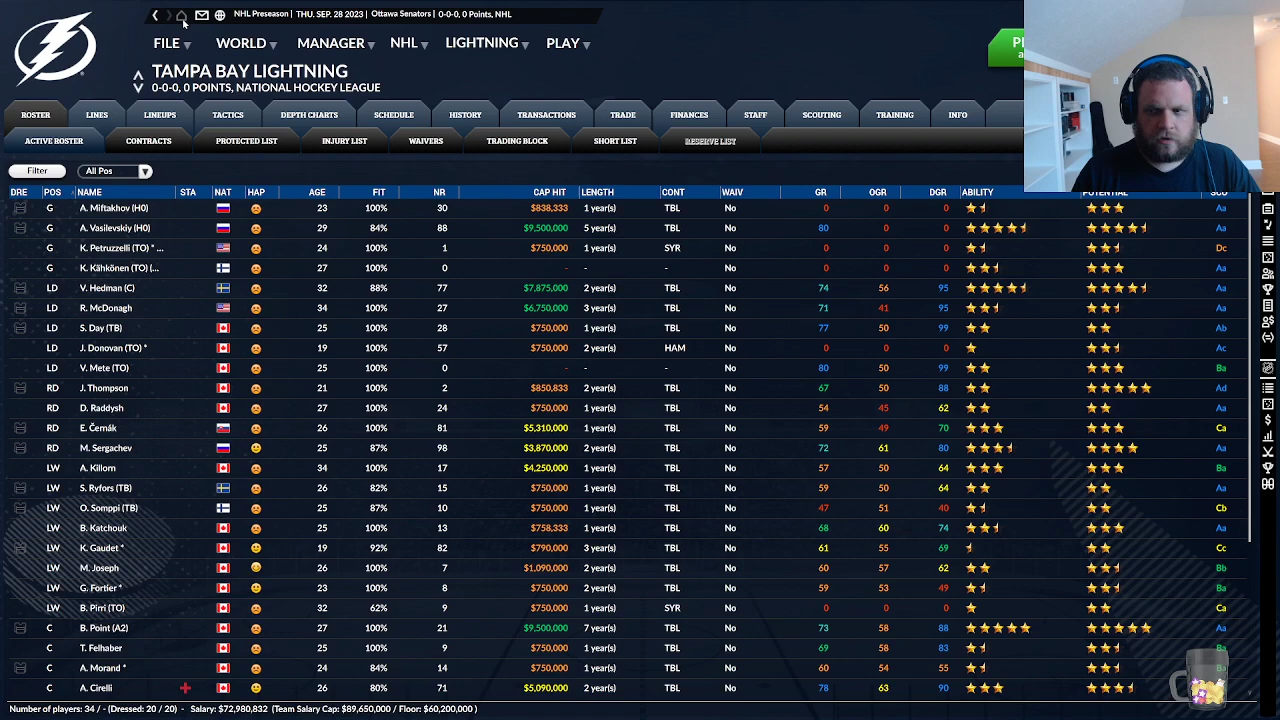 NHL Preseason | THU. SEP. 28 2023 | Ottawa Senators | 0-0-0, 0 Points, NHL
FILE WORLD MANAGER NHL LIGHTNING PLAY
TAMPA BAY LIGHTNING
0-0-0, 0 POINTS, NATIONAL HOCKEY LEAGUE
ROSTER LINES LINEUPS TACTICS DEPTH CHARTS SCHEDULE HISTORY TRANSACTIONS TRADE FINANCES STAFF SCOUTING TRAINING INFO
ACTIVE ROSTER CONTRACTS PROTECTED LIST INJURY LIST WAIVERS TRADING BLOCK SHORT LIST RESERVE LIST
Filter All Pos
DRE POS NAME STA NAT HAP AGE FIT NR CAP HIT LENGTH CONT WAIV GR OGR DGR ABILITY
G A. Miftakhov (H0) 23 100% 30 $838,333 1 year(s) TBL No 0 0 0 Aa
G A. Vasilevskiy (H0) 29 84% 88 $9,500,000 5 year(s) TBL No 80 0 0 Aa
G K. Petruzzelli (TO) * ... 24 100% 1 $750,000 1 year(s) SYR No 0 0 0 Dc
G K. Kähkönen (TO) (... 27 100% 0 - - - No 0 0 0 Aa
LD V. Hedman (C) 32 88% 77 $7,875,000 2 year(s) TBL No 74 56 95 Aa
LD R. McDonagh 34 100% 27 $6,750,000 3 year(s) TBL No 71 41 95 Aa
LD S. Day (TB) 25 100% 28 $750,000 1 year(s) TBL No 77 50 99 Ab
LD J. Donovan (TO) * 19 100% 57 $750,000 2 year(s) HAM No 0 0 0 Ac
LD V. Mete (TO) 25 100% 0 - - - No 80 50 99 Ba
RD J. Thompson 21 100% 2 $850,833 2 year(s) TBL No 67 50 88 Ad
RD D. Raddysh 27 100% 24 $750,000 1 year(s) TBL No 54 45 62 Aa
RD E. Černák 26 100% 81 $5,310,000 1 year(s) TBL No 59 49 70 Ca
RD M. Sergachev 25 87% 98 $3,870,000 2 year(s) TBL No 72 61 80 Aa
LW A. Killorn 34 100% 17 $4,250,000 1 year(s) TBL No 57 50 64 Ba
LW S. Ryfors (TB) 26 82% 15 $750,000 1 year(s) TBL No 59 50 64 Aa
LW O. Somppi (TB) 25 87% 10 $750,000 1 year(s) TBL No 47 51 40 Cb
LW B. Katchouk 25 100% 13 $758,333 1 year(s) TBL No 68 60 74 Aa
LW K. Gaudet * 19 92% 82 $790,000 3 year(s) TBL No 61 55 69 Cc
LW M. Joseph 26 100% 7 $1,090,000 2 year(s) TBL No 60 57 62 Bb
LW G. Fortier * 23 100% 8 $750,000 2 year(s) TBL No 59 53 49 Ba
LW B. Pirri (TO) 32 62% 9 $750,000 1 year(s) SYR No 0 0 0 Ca
C B. Point (A2) 27 100% 21 $9,500,000 7 year(s) TBL No 73 58 88 Aa
C T. Felhaber 25 100% 9 $750,000 1 year(s) TBL No 69 58 83
C A. Morand * 24 84% 14 $750,000 1 year(s) TBL No 60 54 55
C A. Cirelli 26 80% 71 $5,090,000 2 year(s) TBL No 78 63 90
Number of players: 34 / - (Dressed: 20 / 20) - Salary: $72,980,832 (Team Salary Cap: $89,650,000 / Floor: $60,200,000 )